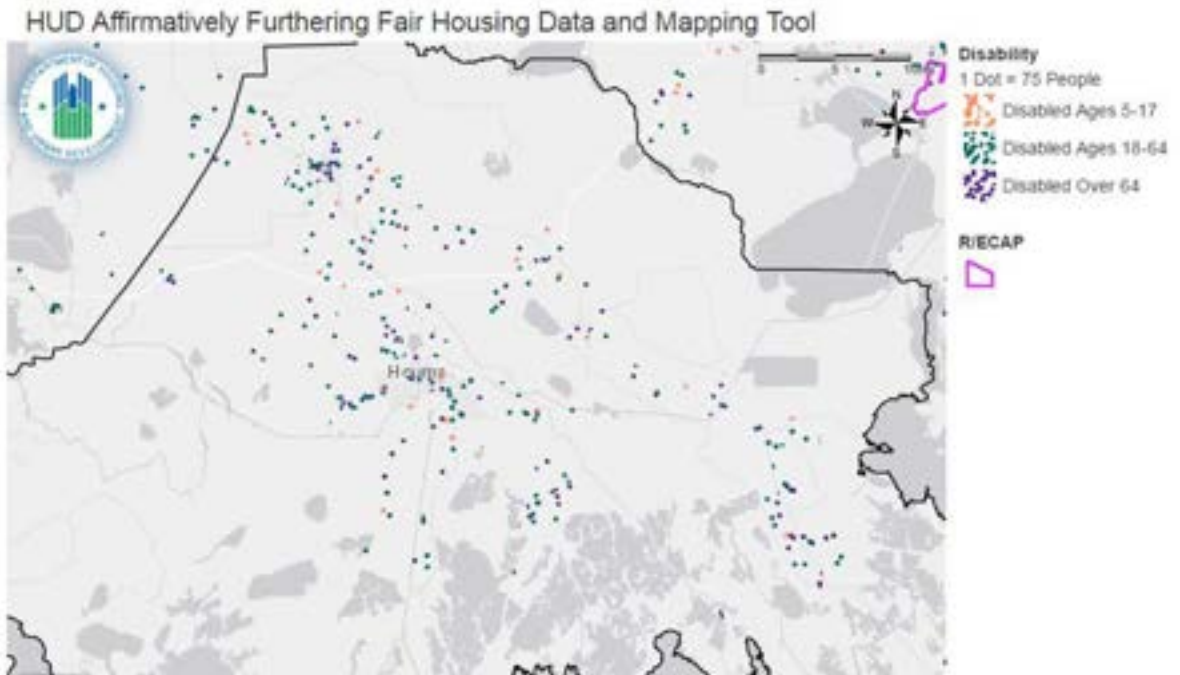 HUD Affirmatively Furthering Fair Housing Data and Mapping Tool
Disability
1 Dot = 75 People
Disabled Ages 5-17
Disabled Ages 18-64
Disabled Over 64
R/ECAP
N
W
S
Houma